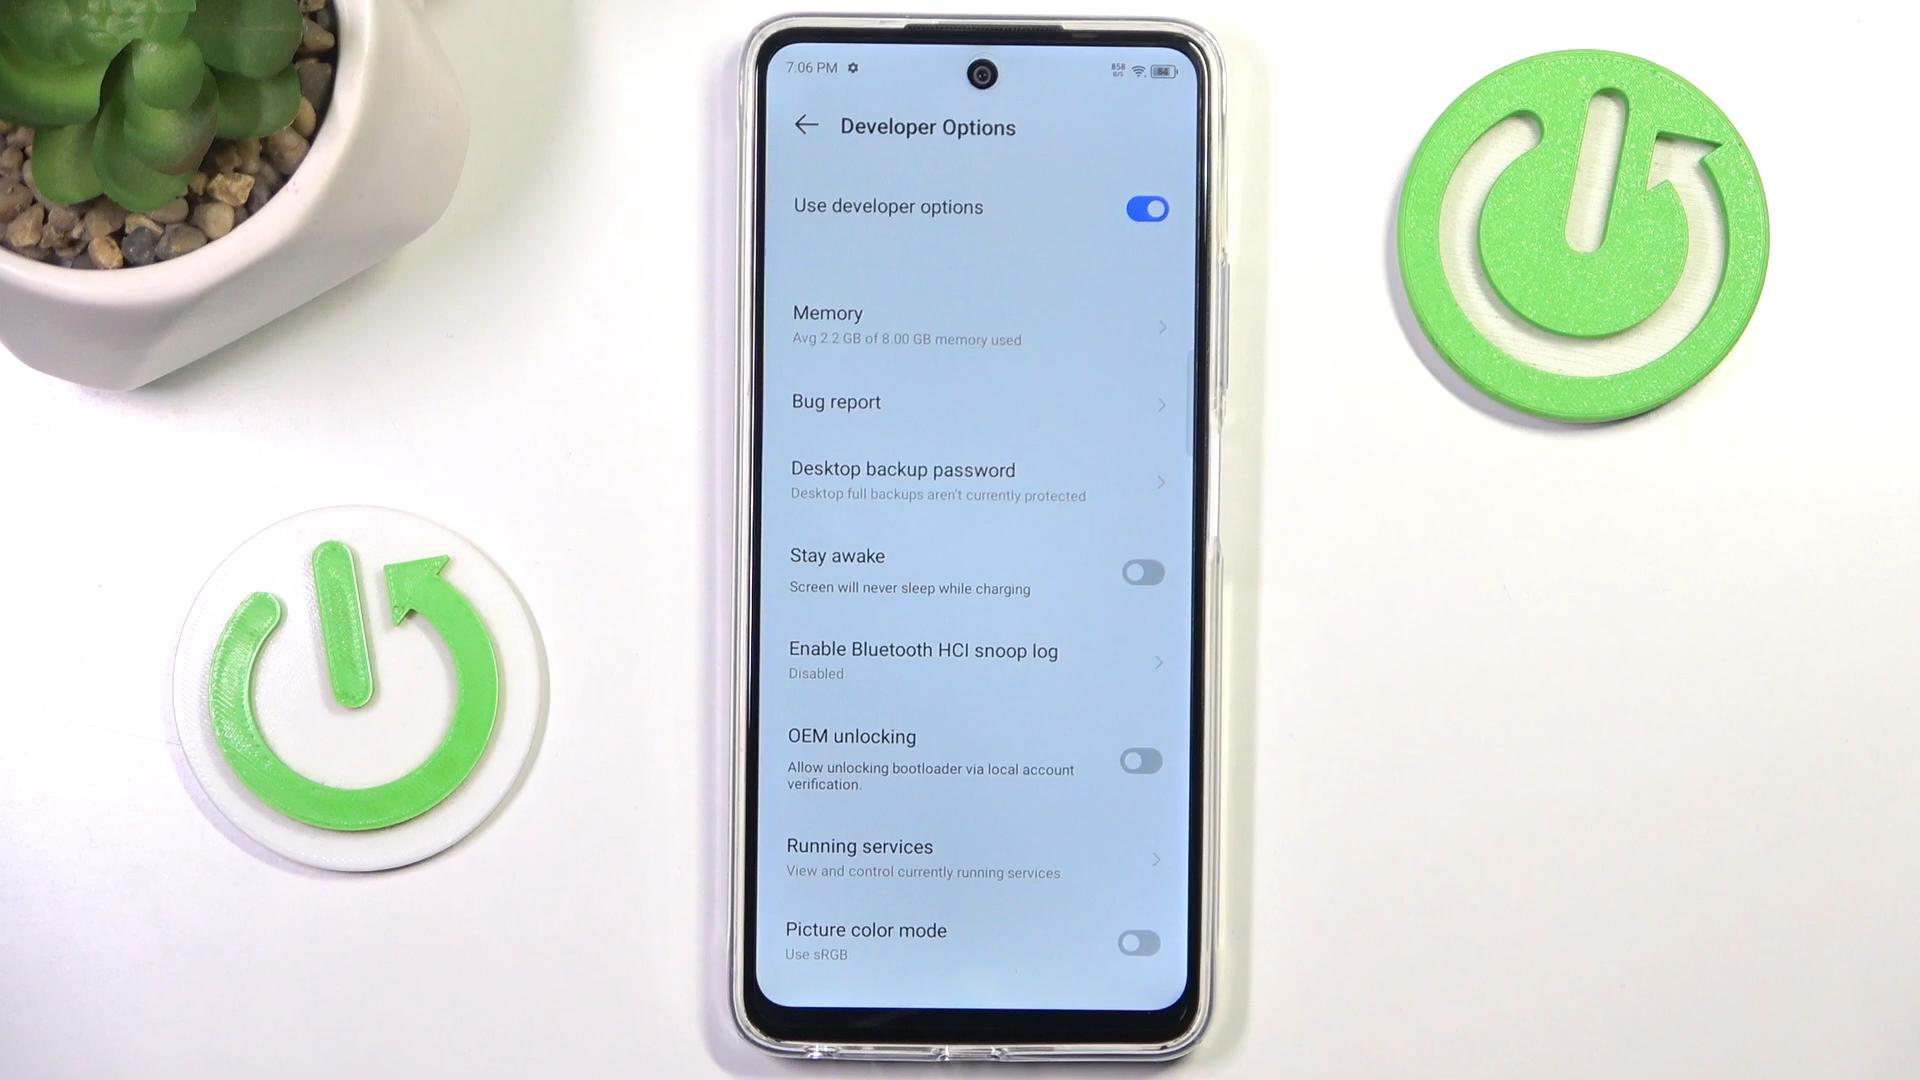 7:06 PM
858
B/S
84
Developer Options
Use developer options
Memory
Avg 2.2 GB of 8.00 GB memory used
Bug report
Desktop backup password
Desktop full backups aren't currently protected
Stay awake
Screen will never sleep while charging
Enable Bluetooth HCI snoop log
Disabled
OEM unlocking
Allow unlocking bootloader via local account
verification.
Running services
View and control currently running services
Picture color mode
Use sRGB